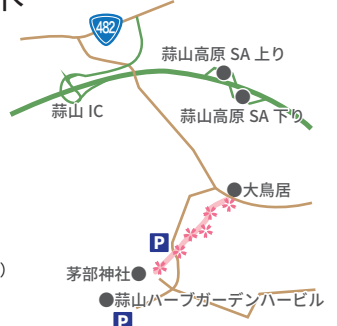 482
蒜山高原 SA 上り
蒜山 IC
蒜山高原 SA 下り
大鳥居
P
）
茅部神社
蒜山ハーブガーデンハービル
P